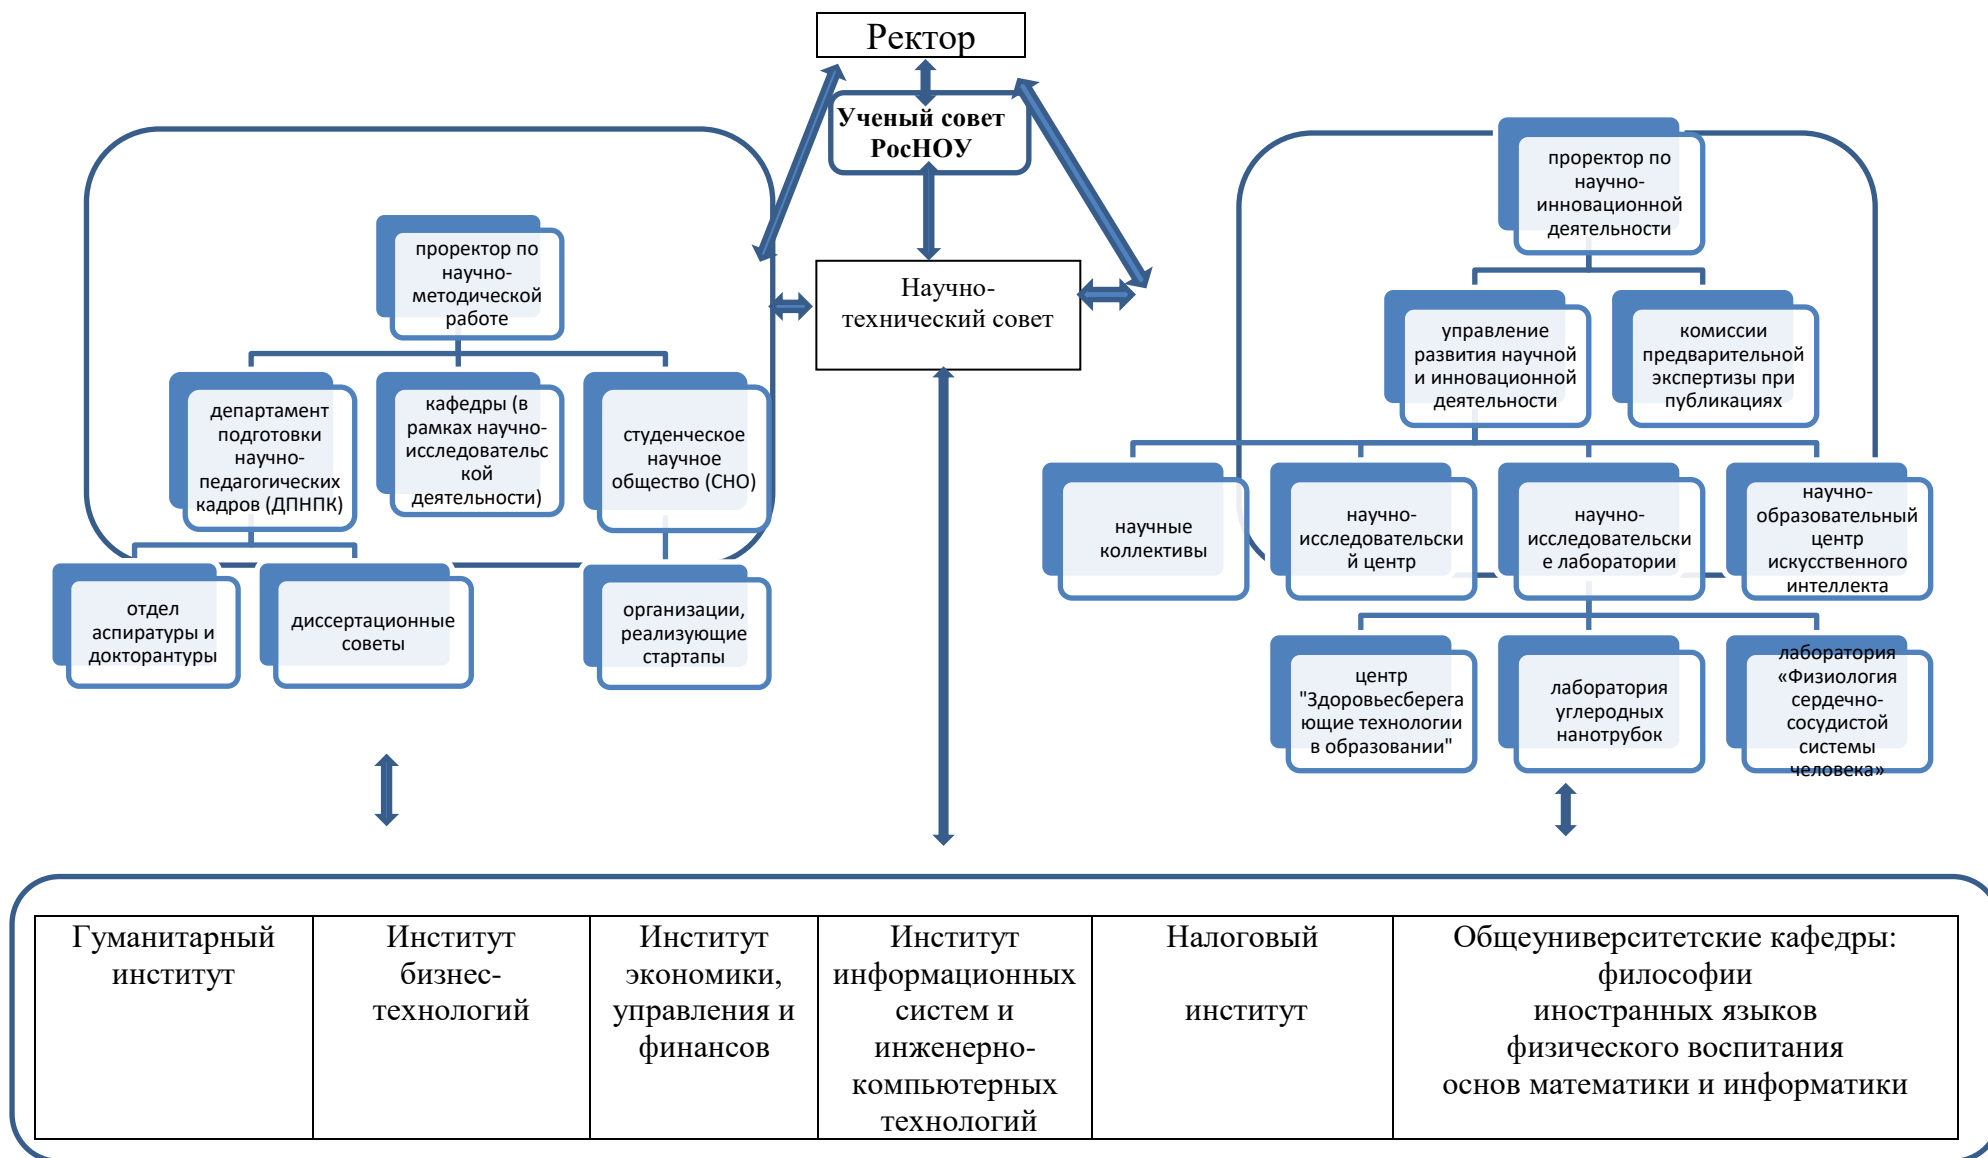 Ректор
Ученый совет
РосНОУ
Научно-
технический совет
проректор по
научно-
методической
работе
департамент
подготовки
научно-
педагогических
кадров (ДПНПК)
кафедры (в
рамках научно-
исследовательс
кой
деятельности)
студенческое
научное
общество (СНО)
отдел
аспиратуры и
докторантуры
диссертационные
советы
организации,
реализующие
стартапы
проректор по
научно-
инновационной
деятельности
управление
развития научной
и инновационной
деятельности
комиссии
предварительной
экспертизы при
публикациях
научные
коллективы
научно-
исследовательски
й центр
научно-
исследовательски
е лаборатории
научно-
образовательный
центр
искусственного
интеллекта
центр
"Здоровьесберега
ющие технологии
в образовании"
лаборатория
углеродных
нанотрубок
лаборатория
«Физиология
сердечно-
сосудистой
системы
человека»
Гуманитарный
институт
Институт
бизнес-
технологий
Институт
экономики,
управления и
финансов
Институт
информационных
систем и
инженерно-
компьютерных
технологий
Налоговый
институт
Общеуниверситетские кафедры:
философии
иностранных языков
физического воспитания
основ математики и информатики